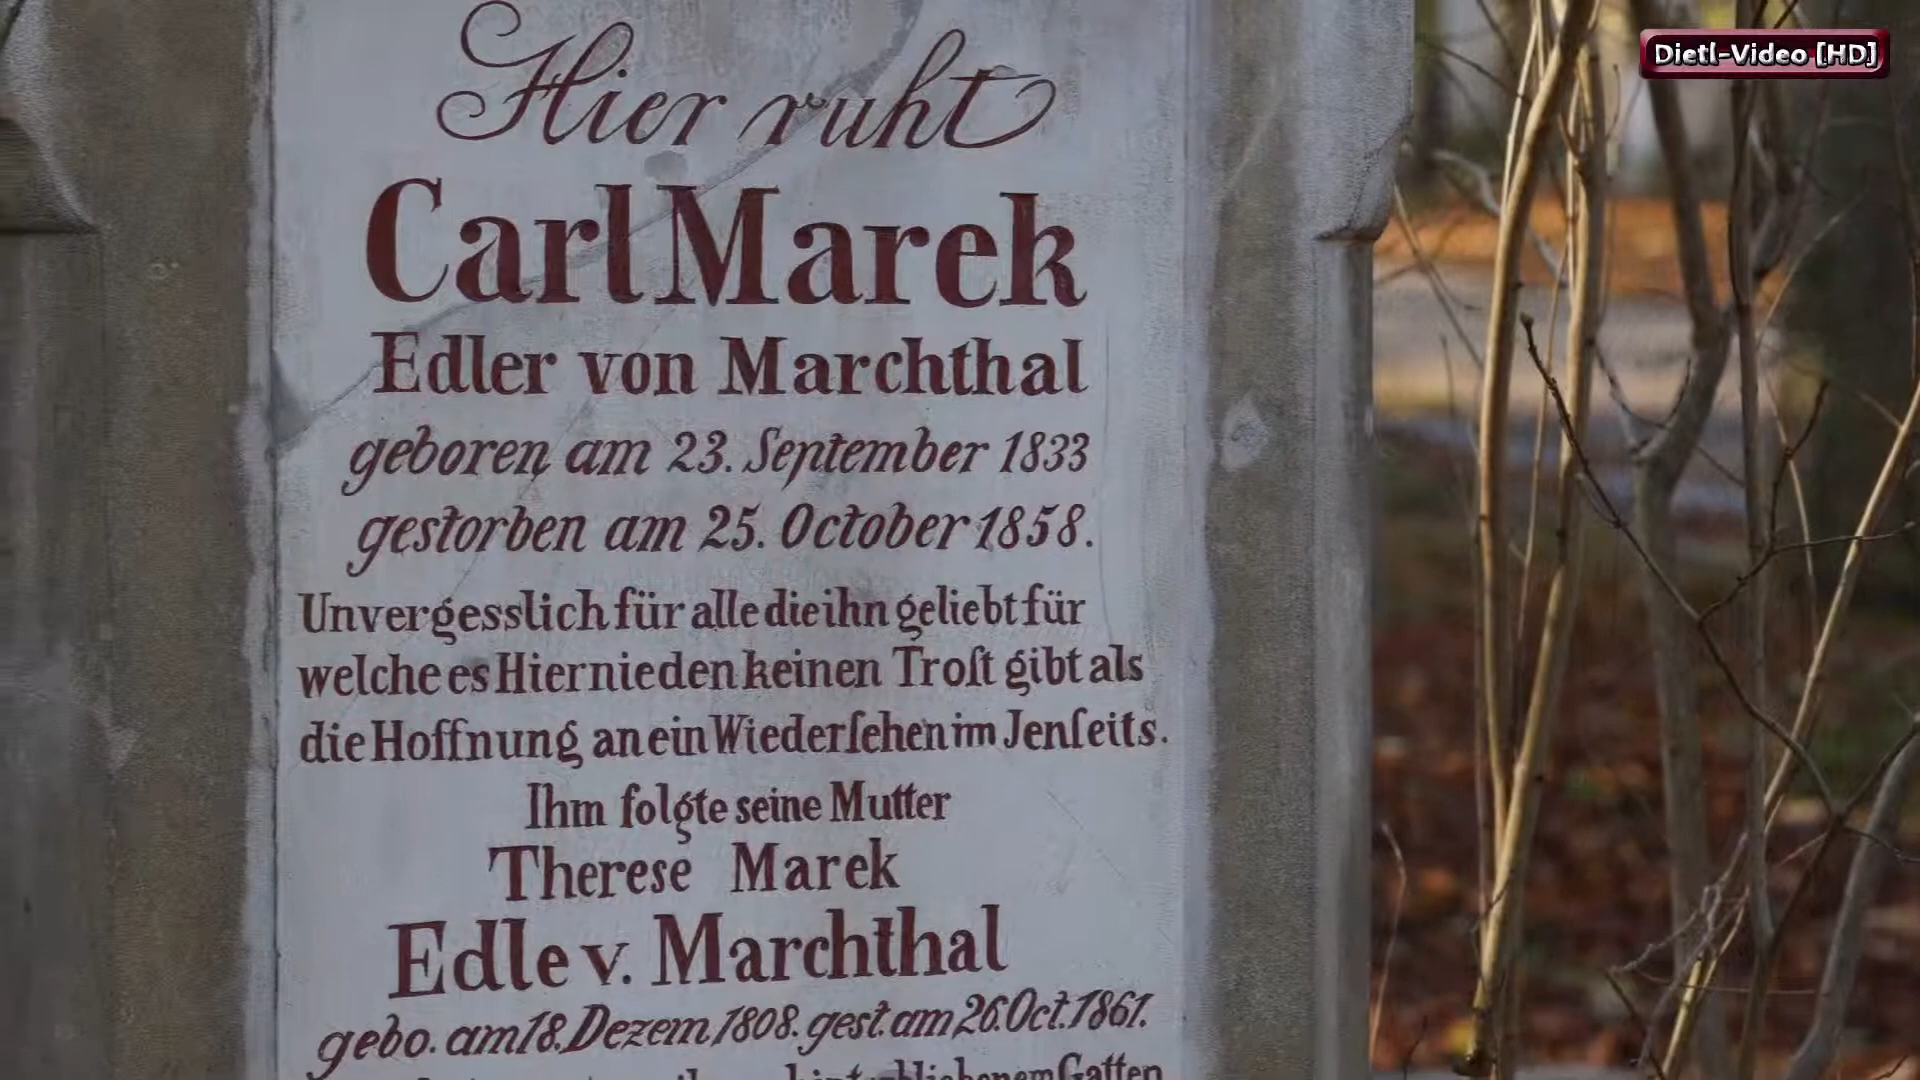 Dietl-Video [HD]
Hier ruht
Carl Marek
Edler von Marchthal
geboren am 23. September 1833
gestorben am 25. October 1858.
Unvergesslich für alle die ihn geliebt für
welche es Hiernieden keinen Troſt gibt als
die Hoffnung an ein Wiederſehen im Jenſeits.
Ihm folgte seine Mutter
Therese Marek
Edle v. Marchthal
gebo. am 18. Dezem 1808. gest. am 26. Oct. 1861.
Gatten